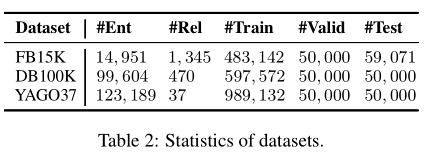 Dataset #Ent #Rel #Train #Valid #Test
FB15K 14,951 1,345 483,142 50,000 59,071
DB100K 99,604 470 597,572 50,000 50,000
YAGO37 123,189 37 989,132 50,000 50,000
Table 2: Statistics of datasets.